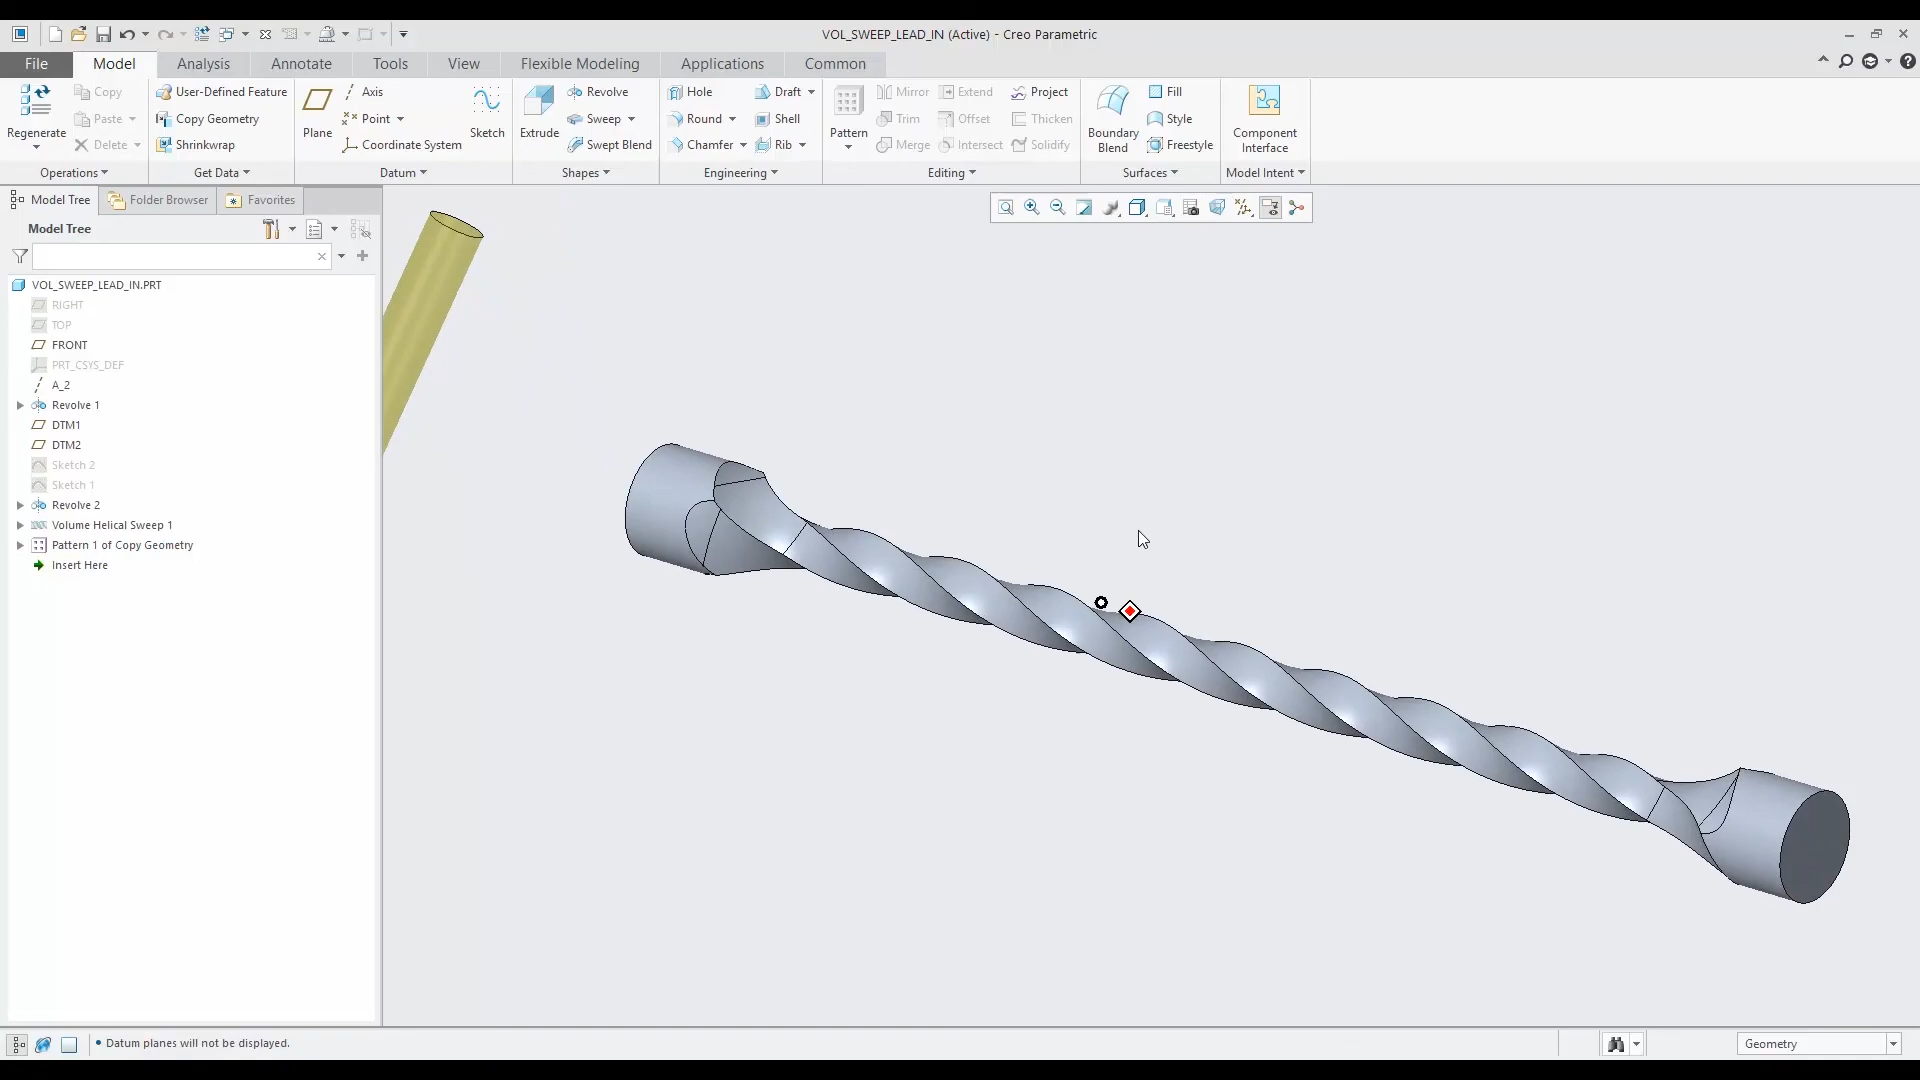 VOL_SWEEP_LEAD_IN (Active) - Creo Parametric
File Model Analysis Annotate Tools View Flexible Modeling Applications Common
Regenerate
Copy
Paste
Delete
Operations
User-Defined Feature
Copy Geometry
Shrinkwrap
Get Data
Plane
Axis
Point
Coordinate System
Sketch
Datum
Extrude
Revolve
Sweep
Swept Blend
Shapes
Hole
Round
Chamfer
Draft
Shell
Rib
Engineering
Pattern
Mirror
Trim
Merge
Extend
Offset
Intersect
Project
Thicken
Solidify
Editing
Boundary
Blend
Fill
Style
Freestyle
Surfaces
Component
Interface
Model Intent
Model Tree Folder Browser Favorites
Model Tree
VOL_SWEEP_LEAD_IN.PRT
RIGHT
TOP
FRONT
PRT_CSYS_DEF
A_2
Revolve 1
DTM1
DTM2
Sketch 2
Sketch 1
Revolve 2
Volume Helical Sweep 1
Pattern 1 of Copy Geometry
Insert Here
• Datum planes will not be displayed.
Geometry